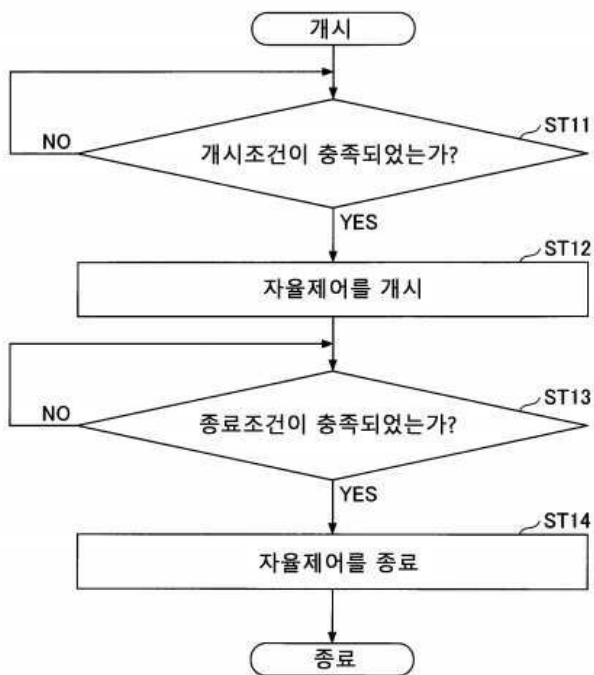 개시
ST11
NO
개시조건이 충족되었는가?
YES
ST12
자율제어를 개시
ST13
NO
종료조건이 충족되었는가?
YES
ST14
자율제어를 종료
종료